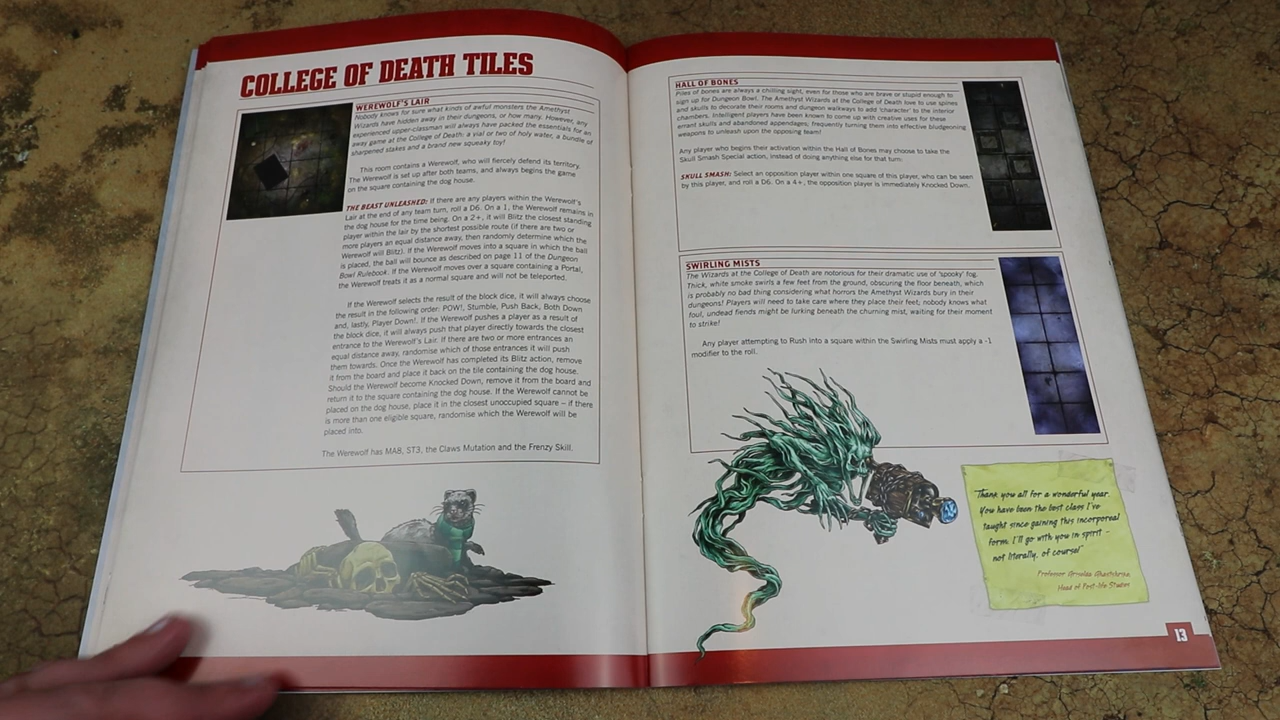 COLLEGE OF DEATH TILES
WEREWOLF'S LAIR
Nobody knows for sure what kinds of awful monsters the Amethyst
Wizards have hidden away in their dungeons, or how many. However, any
experienced upper-classman will always have packed the essentials for an
away game at the College of Death: a vial or two of holy water, a bundle of
sharpened stakes and a brand new squeaky toy!
This room contains a Werewolf, who will fiercely defend its territory.
The Werewolf is set up after both teams, and always begins the game
on the square containing the dog house.
THE BEAST UNLEASHED: If there are any players within the Werewolf's
Lair at the end of any team turn, roll a D6. On a 1, the Werewolf remains in
the dog house for the time being. On a 2+, it will Blitz the closest standing
player within the lair by the shortest possible route (if there are two or
more players an equal distance away, then randomly determine which the
Werewolf will Blitz). If the Werewolf moves into a square in which the ball
is placed, the ball will bounce as described on page 11 of the Dungeon
Bowl Rulebook. If the Werewolf moves over a square containing a Portal,
the Werewolf treats it as a normal square and will not be teleported.
If the Werewolf selects the result of the block dice, it will always choose
the result in the following order: POW!, Stumble, Push Back, Both Down
and, lastly, Player Down!. If the Werewolf pushes a player as a result of
the block dice, it will always push that player directly towards the closest
entrance to the Werewolf's Lair. If there are two or more entrances an
equal distance away, randomise which of those entrances it will push
them towards. Once the Werewolf has completed its Blitz action, remove
it from the board and place it back on the tile containing the dog house.
Should the Werewolf become Knocked Down, remove it from the board and
return it to the square containing the dog house. If the Werewolf cannot be
placed on the dog house, place it in the closest unoccupied square – if there
is more than one eligible square, randomise which the Werewolf will be
placed into.
The Werewolf has MA8, ST3, the Claws Mutation and the Frenzy Skill.
HALL OF BONES
Piles of bones are always a chilling sight, even for those who are brave or stupid enough to
sign up for Dungeon Bowl. The Amethyst Wizards at the College of Death love to use spines
and skulls to decorate their rooms and dungeon walkways to add 'character' to the interior
chambers. Intelligent players have been known to come up with creative uses for these
errant skulls and abandoned appendages; frequently turning them into effective bludgeoning
weapons to unleash upon the opposing team!
Any player who begins their activation within the Hall of Bones may choose to take the
Skull Smash Special action, instead of doing anything else for that turn:
SKULL SMASH: Select an opposition player within one square of this player, who can be seen
by this player, and roll a D6. On a 4+, the opposition player is immediately Knocked Down.
SWIRLING MISTS
The Wizards at the College of Death are notorious for their dramatic use of 'spooky' fog.
Thick, white smoke swirls a few feet from the ground, obscuring the floor beneath, which
is probably no bad thing considering what horrors the Amethyst Wizards bury in their
dungeons! Players will need to take care where they place their feet; nobody knows what
foul, undead fiends might be lurking beneath the churning mist, waiting for their moment
to strike!
Any player attempting to Rush into a square within the Swirling Mists must apply a -1
modifier to the roll.
"Thank you all for a wonderful year.
You have been the best class I've
taught since gaining this incorporeal
form. I'll go with you in spirit –
not literally, of course!"
Professor
Head of Post-life Studies
13